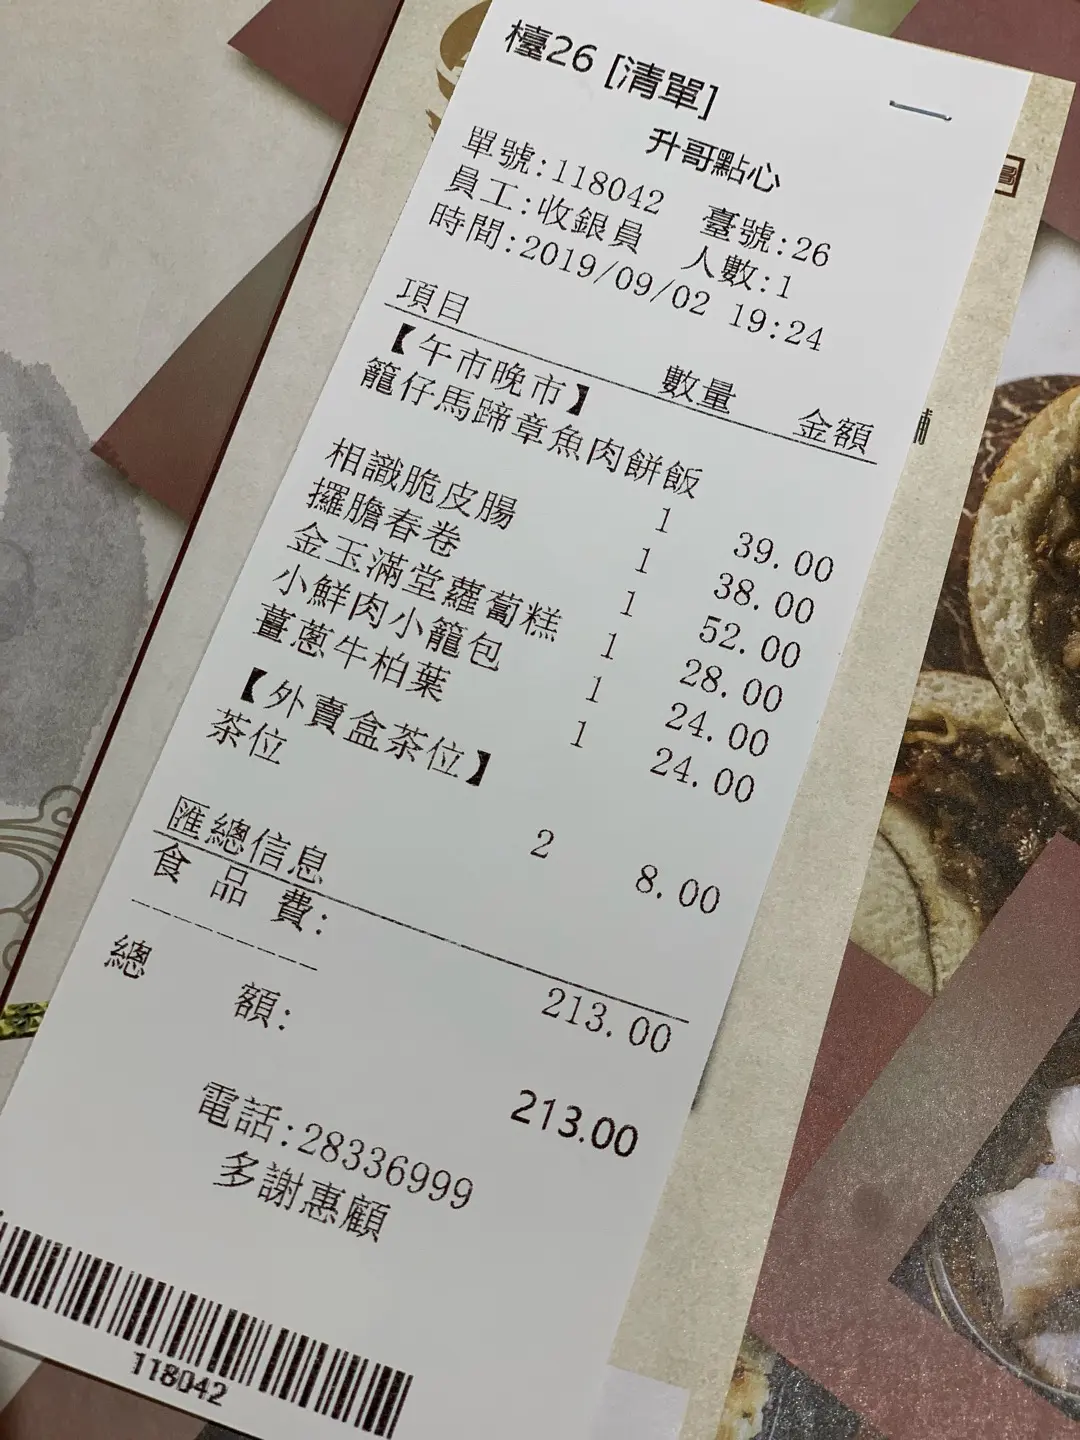 檯26 [清單]
升哥點心
單號:118042 臺號:26
員工:收銀員 人數:1
時間:2019/09/02 19:24
項目 數量 金額
【午市晚市】
籠仔馬蹄章魚肉餅飯
1 39.00
相識脆皮腸 1 38.00
攞膽春卷 1 52.00
金玉滿堂蘿蔔糕 1 28.00
小鮮肉小籠包 1 24.00
薑蔥牛柏葉 1 24.00
【外賣盒茶位】
茶位 2 8.00
匯總信息
食品費: 213.00
總額: 213.00
電話:28336999
多謝惠顧
118042